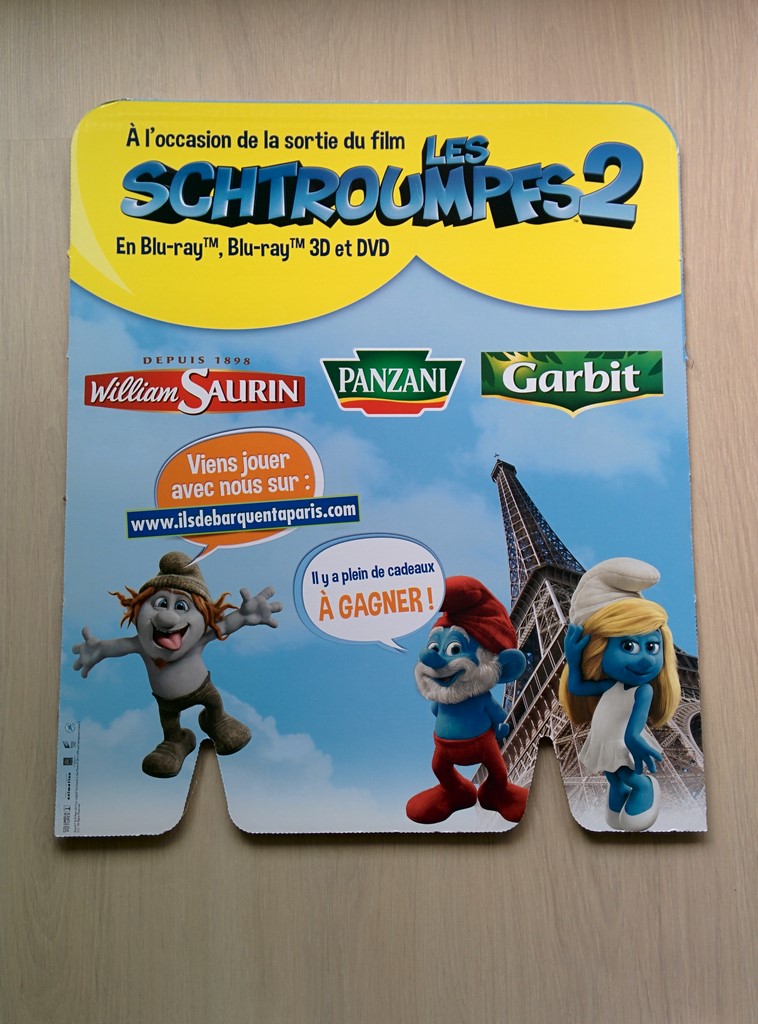 À l'occasion de la sortie du film
LES
SCHTROUMPFS 2
En Blu-ray™, Blu-ray™ 3D et DVD
DEPUIS 1898
William SAURIN
PANZANI
Garbit
Viens jouer
avec nous sur :
www.ilsdebarquentaparis.com
Il y a plein de cadeaux
À GAGNER !